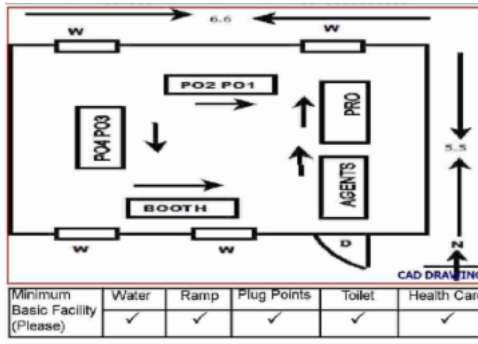 6.6
W
W
PO2 PO1
PRO
PO4 PO3
5.5
AGENTS
BOOTH
W
W
D
N
CAD DRAWING
Minimum Basic Facility (Please)
Water
Ramp
Plug Points
Toilet
Health Care
✓
✓
✓
✓
✓